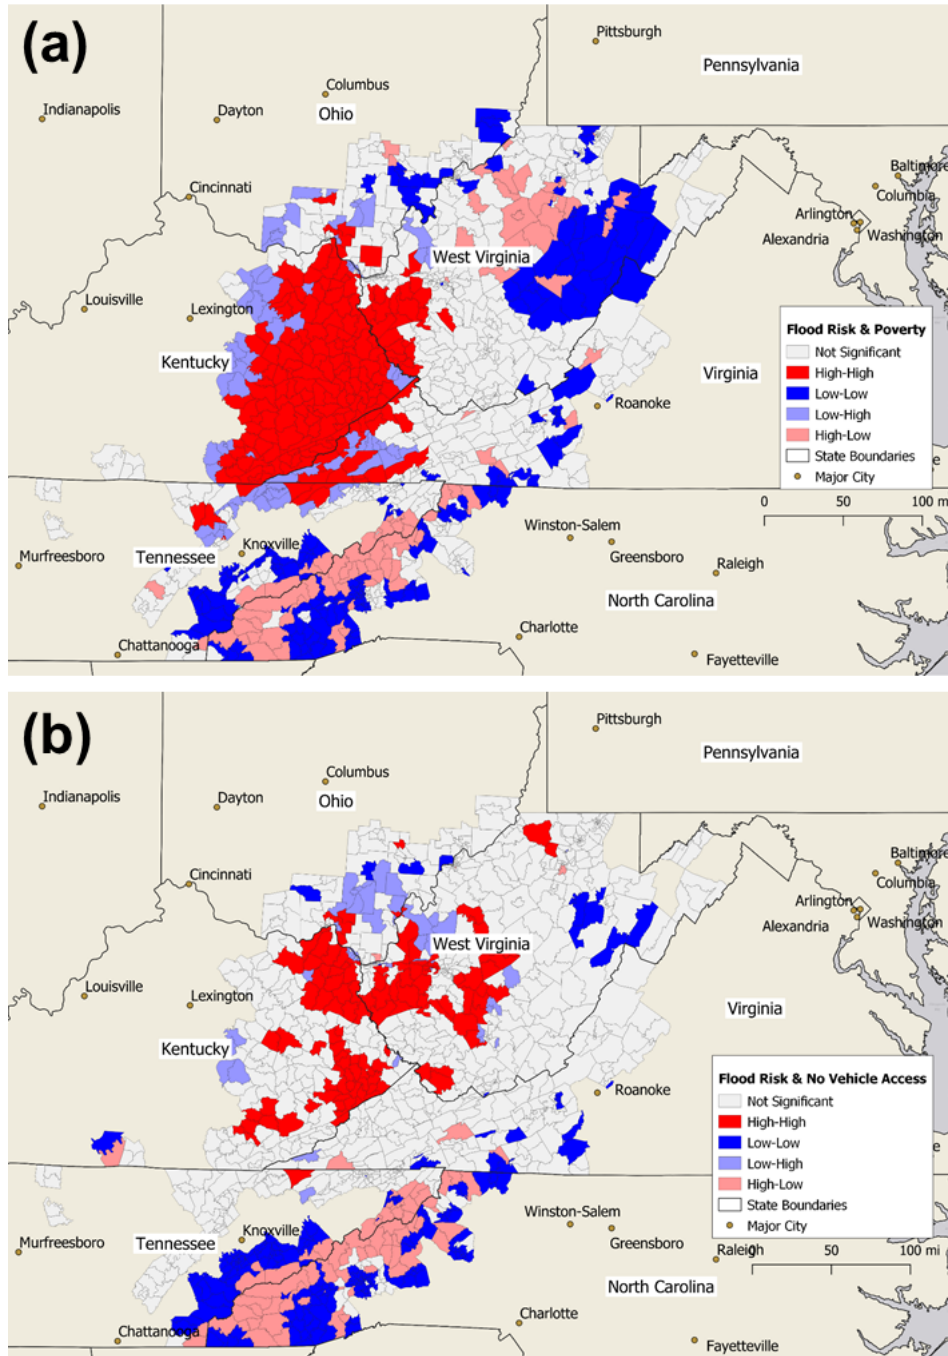 (a)
Pittsburgh
Pennsylvania
Columbus
Ohio
Indianapolis
Dayton
Baltimore
Cincinnati
Columbia
Arlington
Washington
Alexandria
West Virginia
Louisville
Lexington
Kentucky
Virginia
Roanoke
Flood Risk & Poverty
Not Significant
High-High
Low-Low
Low-High
High-Low
State Boundaries
Major City
0 50 100 m
Winston-Salem
Greensboro
Murfreesboro
Tennessee
Knoxville
Raleigh
North Carolina
Charlotte
Chattanooga
Fayetteville
(b)
Pittsburgh
Pennsylvania
Columbus
Ohio
Indianapolis
Dayton
Baltimore
Cincinnati
Columbia
Arlington
Washington
Alexandria
West Virginia
Louisville
Lexington
Kentucky
Virginia
Roanoke
Flood Risk & No Vehicle Access
Not Significant
High-High
Low-Low
Low-High
High-Low
State Boundaries
Major City
0 50 100 mi
Winston-Salem
Greensboro
Murfreesboro
Tennessee
Knoxville
Raleigh
North Carolina
Charlotte
Chattanooga
Fayetteville